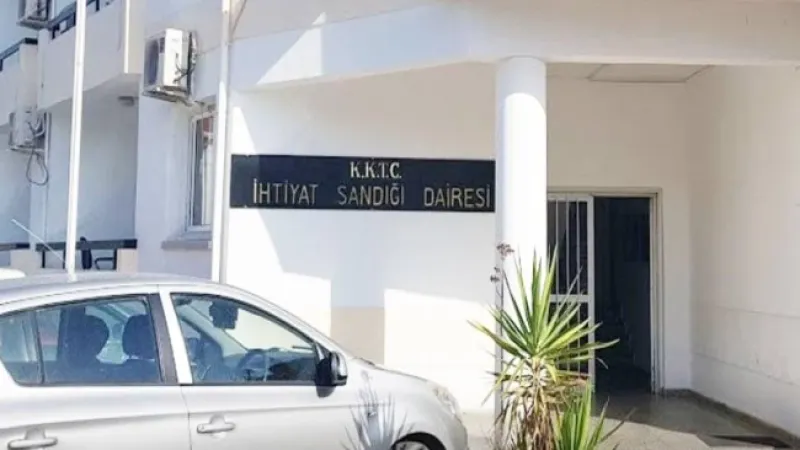 K.K.T.C.
İHTİYAT SANDIĞI DAİRESİ